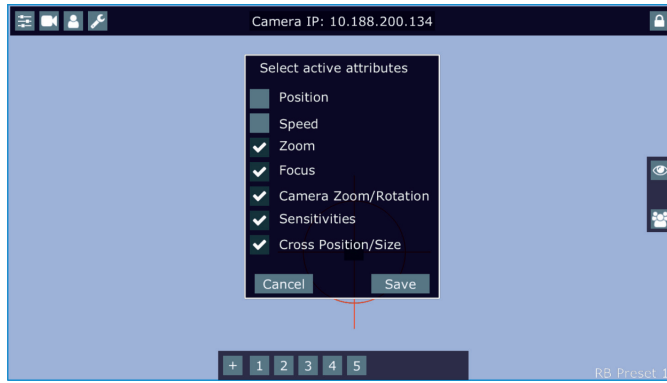 Camera IP: 10.188.200.134
Select active attributes
Position
Speed
Zoom
Focus
Camera Zoom/Rotation
Sensitivities
Cross Position/Size
Cancel Save
+ 1 2 3 4 5
RB Preset 1